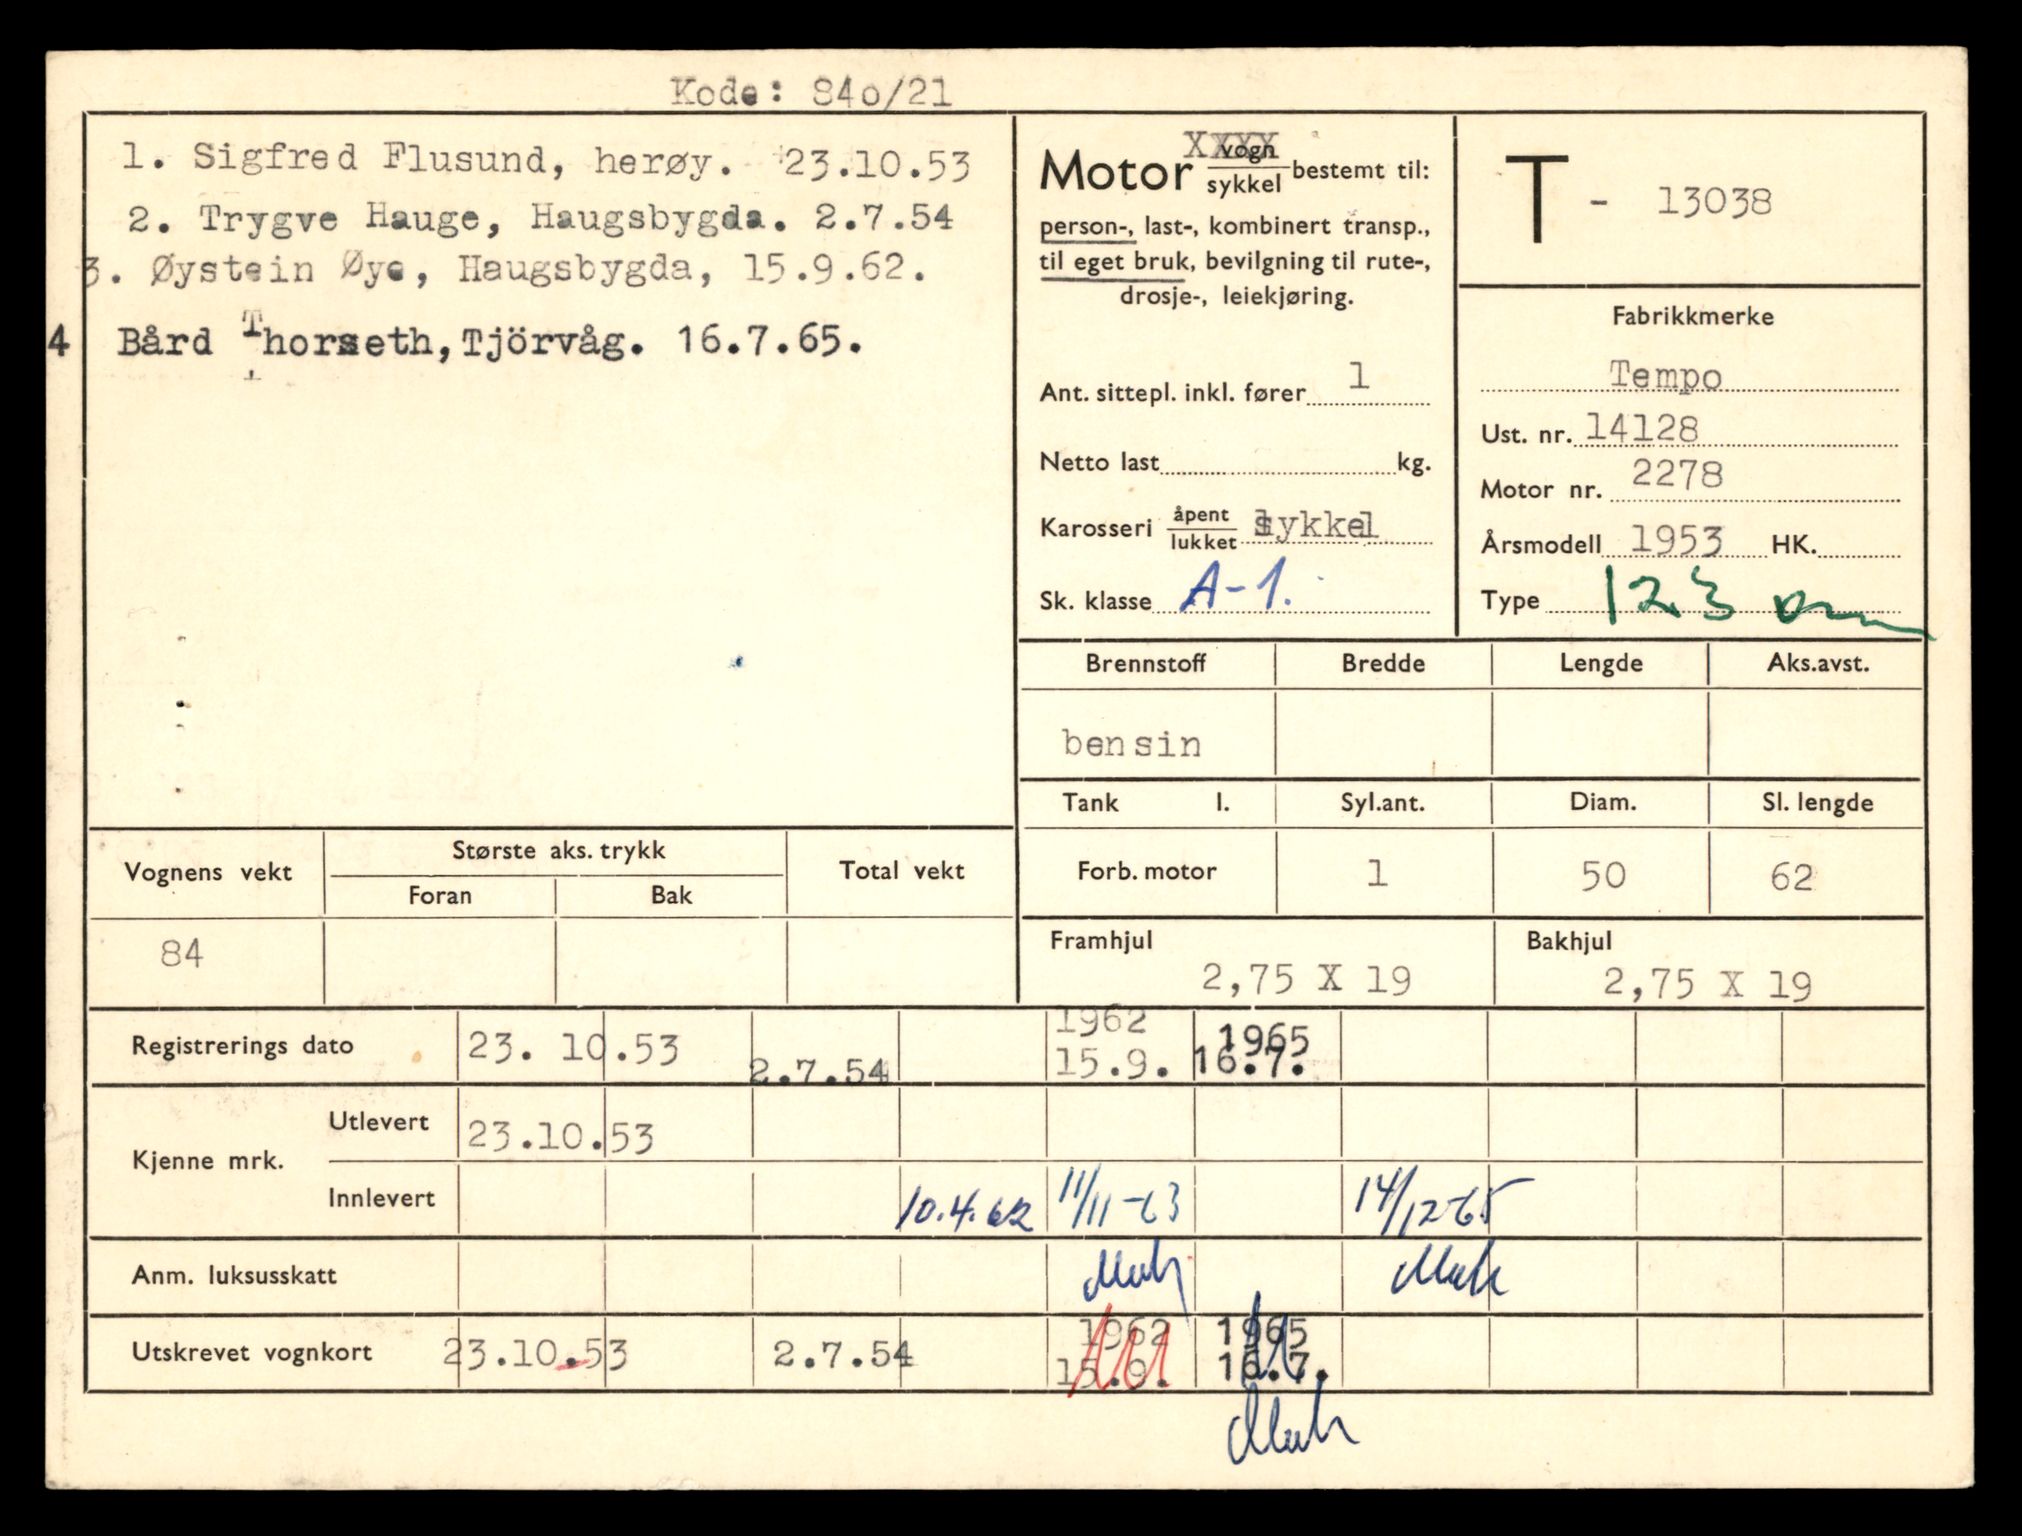 Kode: 84o/21
1. Sigfred Flusund, herøy. 23.10.53
2. Trygve Hauge, Haugsbygda. 2.7.54
3. Øystein Øye, Haugsbygda, 15.9.62.
4 Bård Thorseth, Tjörvåg. 16.7.65.
XXXX
Motor vogn/sykkel bestemt til:
person-, last-, kombinert transp.,
til eget bruk, bevilgning til rute-,
drosje-, leiekjøring.
Ant. sittepl. inkl. fører 1
Netto last kg.
Karosseri åpent/lukket sykkel
Sk. klasse A-1.
T - 13038
Fabrikkmerke
Tempo
Ust. nr. 14128
Motor nr. 2278
Årsmodell 1953 HK.
Type 123
Brennstoff Bredde Lengde Aks.avst.
bensin
Tank l. Syl.ant. Diam. Sl. lengde
Forb. motor 1 50 62
Framhjul Bakhjul
2,75 X 19 2,75 X 19
Vognens vekt Største aks. trykk Total vekt
Foran Bak
84
Registrerings dato 23. 10.53 2.7.54 1962 15.9. 1965 16.7.
Kjenne mrk.
Utlevert 23.10.53
Innlevert 10.4.62 11/11-63 14/12-65
Anm. luksusskatt
Utskrevet vognkort 23.10.53 2.7.54 1962 15.9. 1965 16.7.